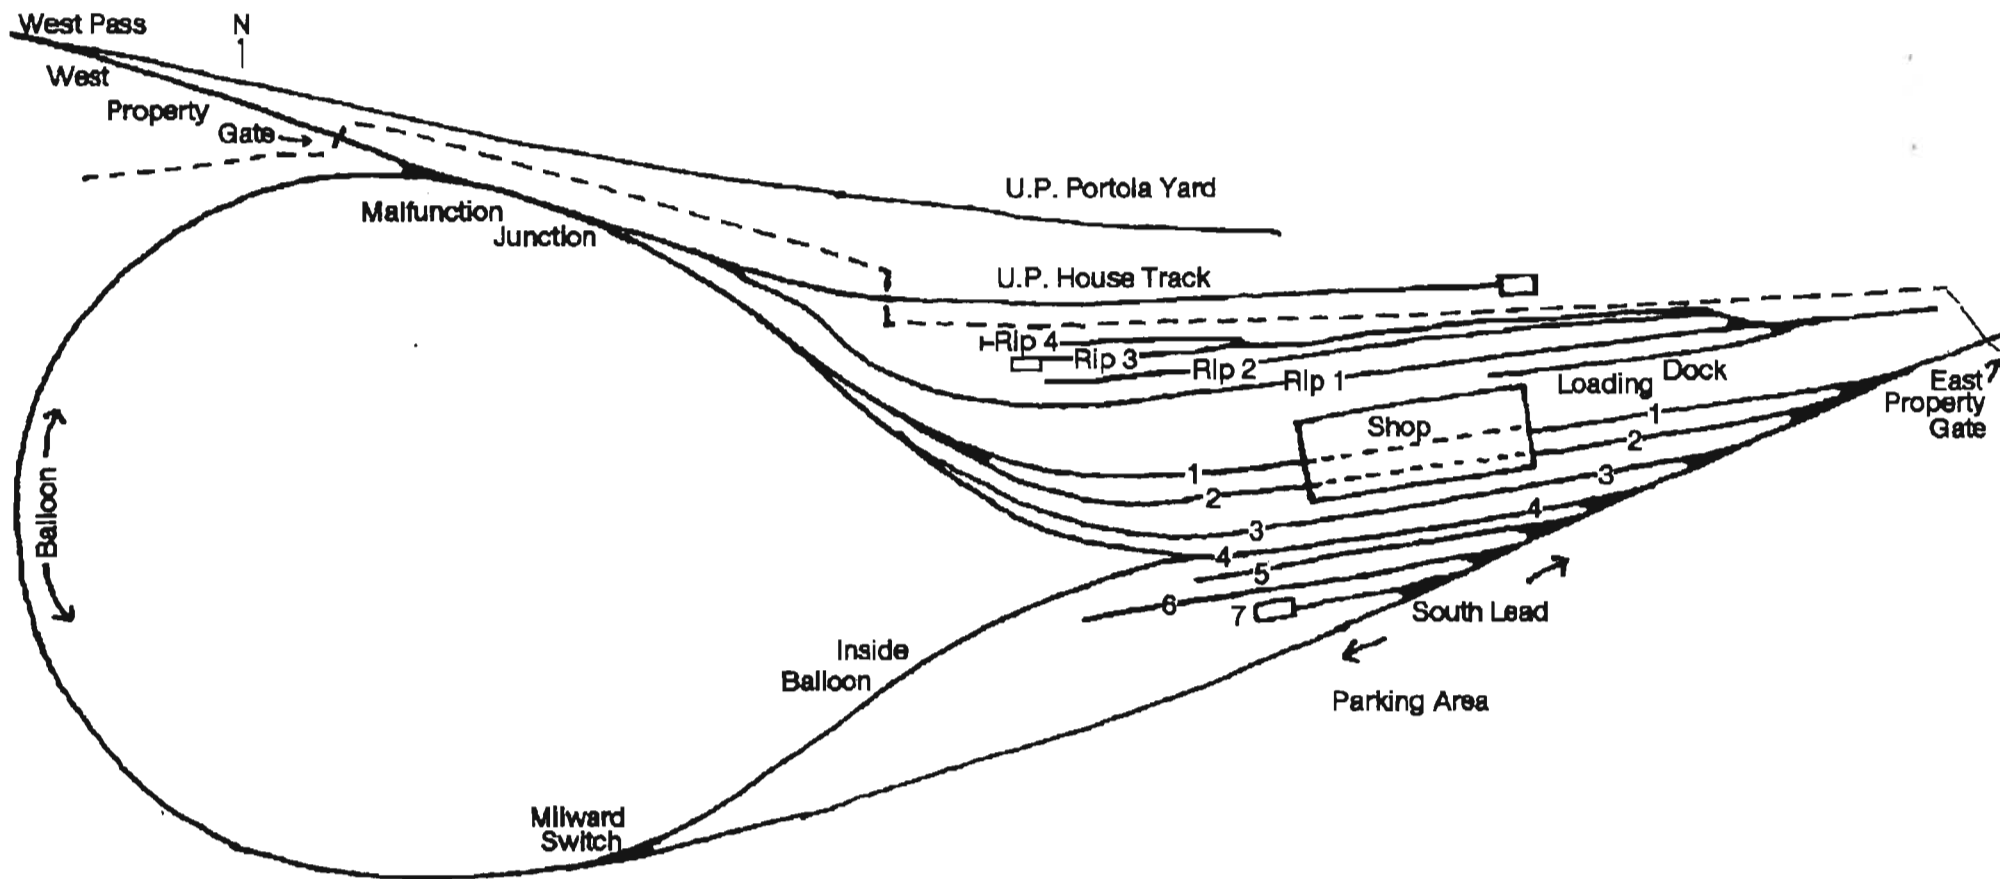 West Pass
N
West
Property
Gate
Malfunction
Junction
U.P. Portola Yard
U.P. House Track
Rip 4
Rip 3
Rip 2
Rip 1
Loading Dock
East
Property
Gate
Shop
1
2
3
4
1
2
3
4
5
6
7
South Lead
Balloon
Inside
Balloon
Parking Area
Milward
Switch